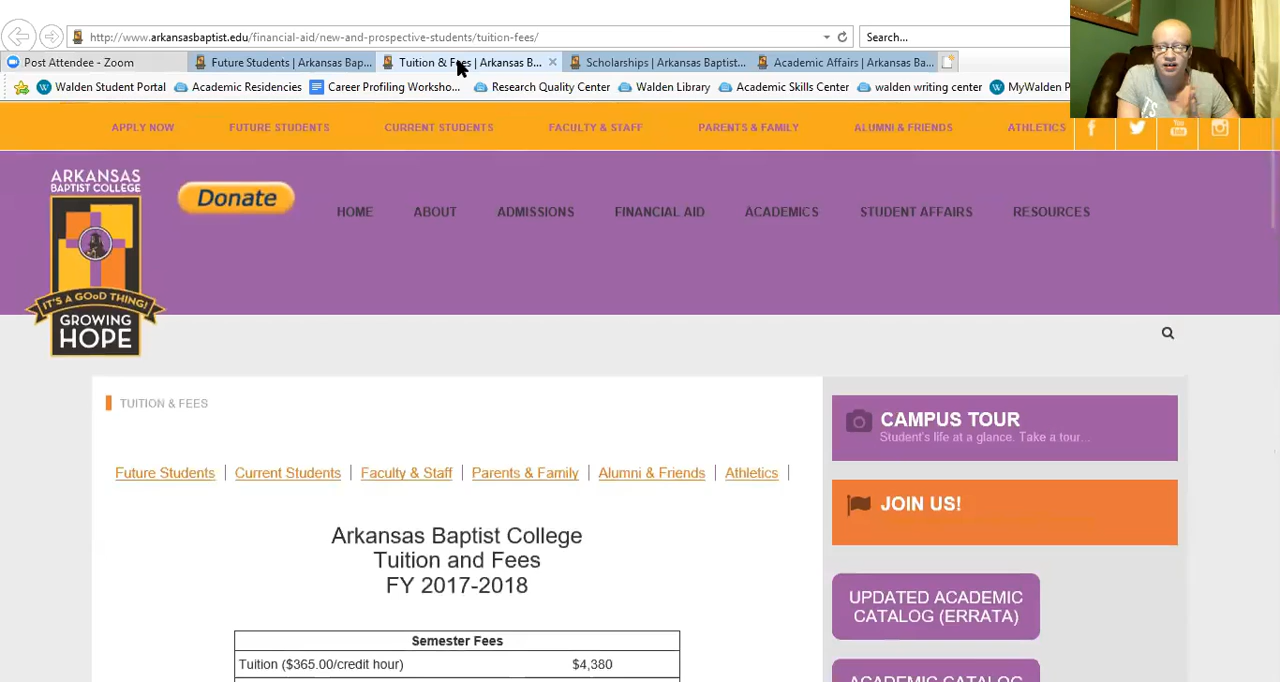 http://www.arkansasbaptist.edu/financial-aid/new-and-prospective-students/tuition-fees/
Search...
Post Attendee - Zoom
Future Students | Arkansas Bap...
Tuition & Fees | Arkansas B...
Scholarships | Arkansas Baptist...
Academic Affairs | Arkansas Ba...
Walden Student Portal
Academic Residencies
Career Profiling Worksho...
Research Quality Center
Walden Library
Academic Skills Center
walden writing center
MyWalden P
APPLY NOW
FUTURE STUDENTS
CURRENT STUDENTS
FACULTY & STAFF
PARENTS & FAMILY
ALUMNI & FRIENDS
ATHLETICS
ARKANSAS
BAPTIST COLLEGE
IT'S A GOoD THING!
GROWING
HOPE
Donate
HOME
ABOUT
ADMISSIONS
FINANCIAL AID
ACADEMICS
STUDENT AFFAIRS
RESOURCES
TUITION & FEES
Future Students | Current Students | Faculty & Staff | Parents & Family | Alumni & Friends | Athletics |
Arkansas Baptist College
Tuition and Fees
FY 2017-2018
Semester Fees
Tuition ($365.00/credit hour) $4,380
CAMPUS TOUR
Student's life at a glance. Take a tour...
JOIN US!
UPDATED ACADEMIC
CATALOG (ERRATA)
ACADEMIC CATALOG